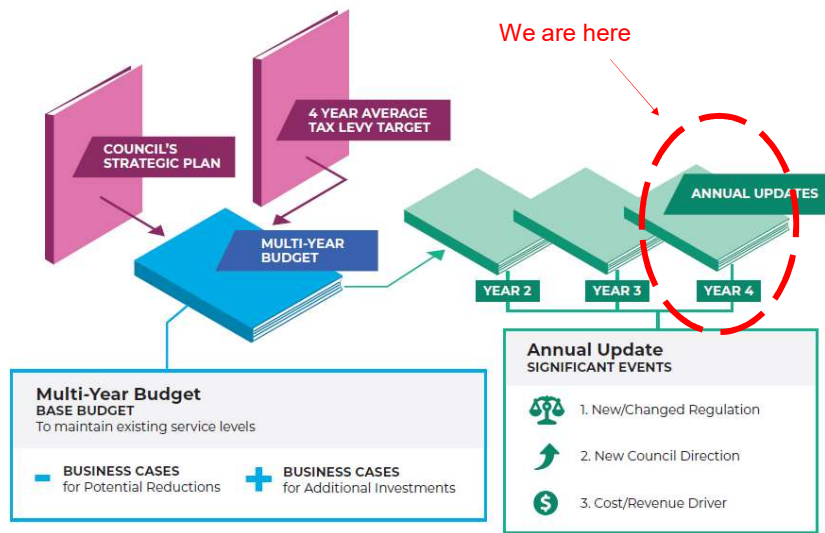 We are here
COUNCIL'S
STRATEGIC PLAN
4 YEAR AVERAGE
TAX LEVY TARGET
MULTI-YEAR
BUDGET
ANNUAL UPDATES
YEAR 2
YEAR 3
YEAR 4
Multi-Year Budget
BASE BUDGET
To maintain existing service levels
- BUSINESS CASES
for Potential Reductions
+ BUSINESS CASES
for Additional Investments
Annual Update
SIGNIFICANT EVENTS
1. New/Changed Regulation
2. New Council Direction
$ 3. Cost/Revenue Driver